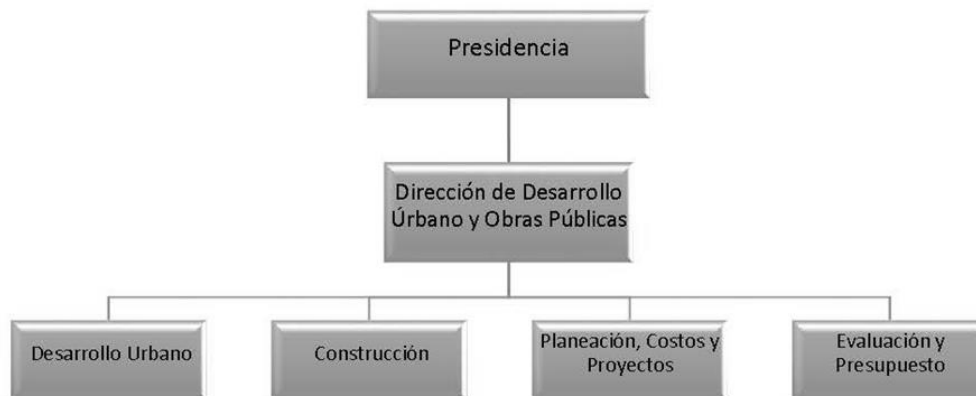 Presidencia
Dirección de Desarrollo
Úrbano y Obras Públicas
Desarrollo Urbano
Construcción
Planeación, Costos y
Proyectos
Evaluación y
Presupuesto